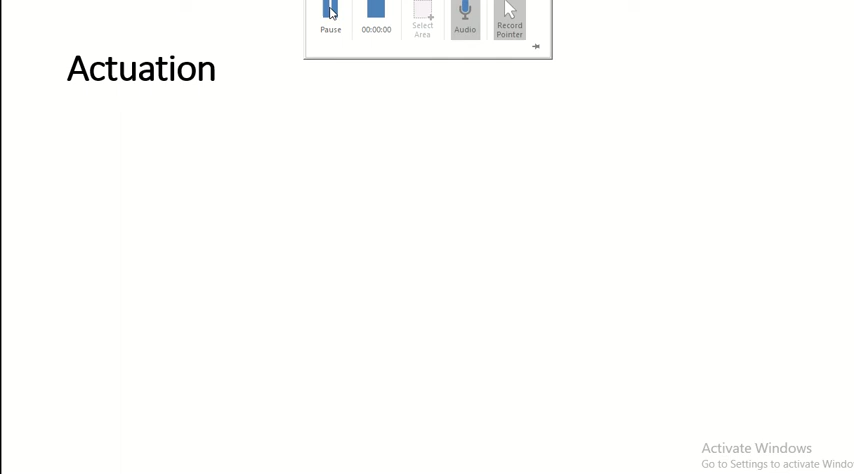 Pause
00:00:00
Select
Area
Audio
Record
Pointer
Actuation
Activate Windows
Go to Settings to activate Windo